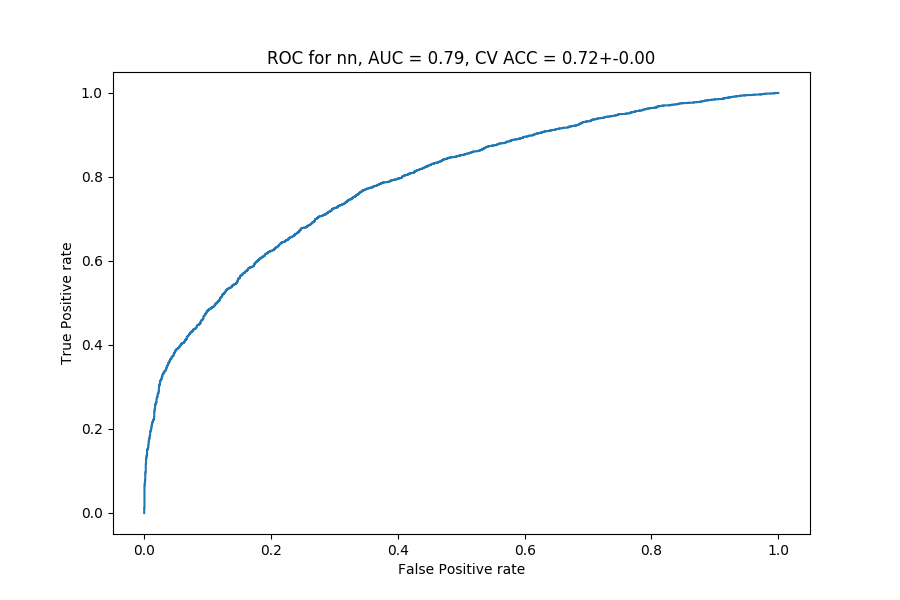 ROC for nn, AUC = 0.79, CV ACC = 0.72+-0.00
1.0
0.8
0.6
0.4
0.2
0.0
True Positive rate
0.0 0.2 0.4 0.6 0.8 1.0
False Positive rate